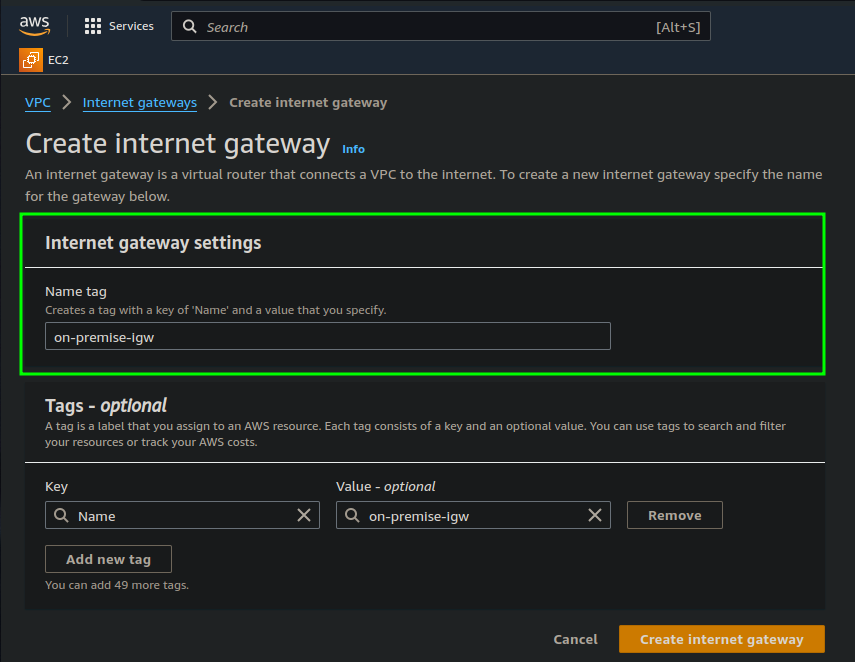 aws Services Search [Alt+S]
EC2
VPC Internet gateways Create internet gateway
Create internet gateway Info
An internet gateway is a virtual router that connects a VPC to the internet. To create a new internet gateway specify the name
for the gateway below.
Internet gateway settings
Name tag
Creates a tag with a key of 'Name' and a value that you specify.
on-premise-igw
Tags - optional
A tag is a label that you assign to an AWS resource. Each tag consists of a key and an optional value. You can use tags to search and filter
your resources or track your AWS costs.
Key Value - optional
Name on-premise-igw Remove
Add new tag
You can add 49 more tags.
Cancel Create internet gateway